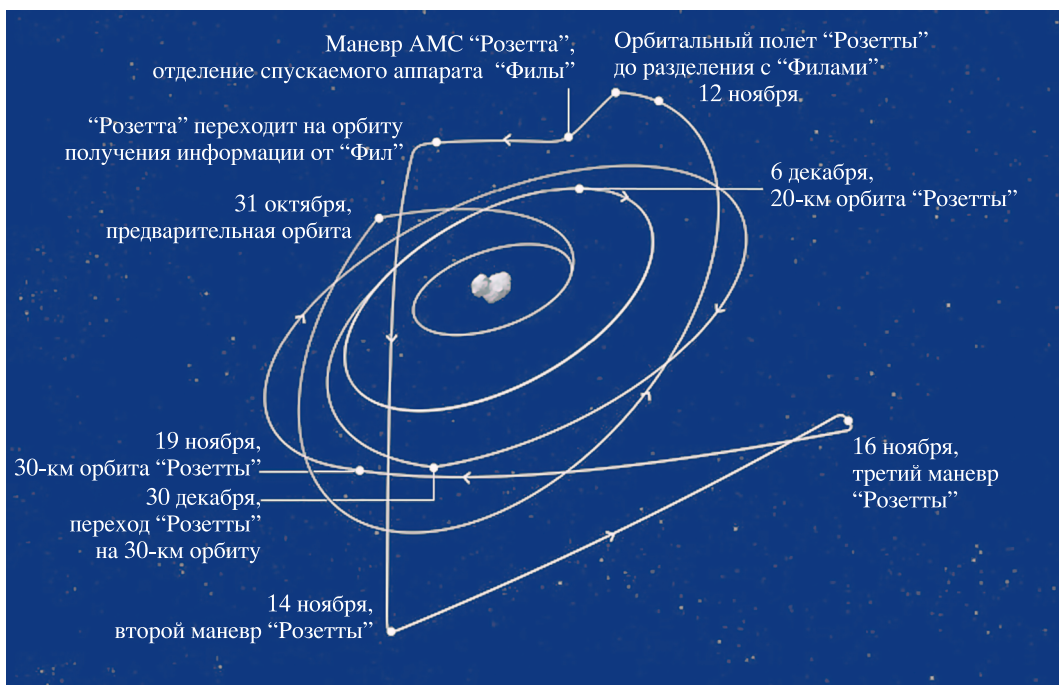 Маневр АМС “Розетта”,
отделение спускаемого аппарата “Филы”
Орбитальный полет “Розетты”
до разделения с “Филами”
12 ноября
“Розетта” переходит на орбиту
получения информации от “Фил”
6 декабря,
20-км орбита “Розетты”
31 октября,
предварительная орбита
19 ноября,
30-км орбита “Розетты”
30 декабря,
переход “Розетты”
на 30-км орбиту
16 ноября,
третий маневр
“Розетты”
14 ноября,
второй маневр “Розетты”